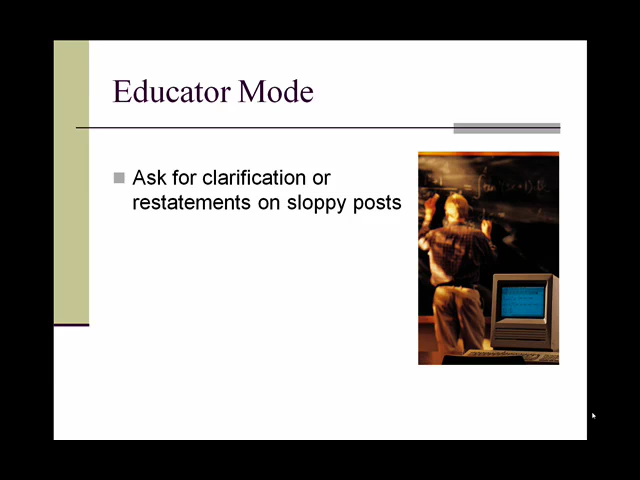 Educator Mode
Ask for clarification or
restatements on sloppy posts